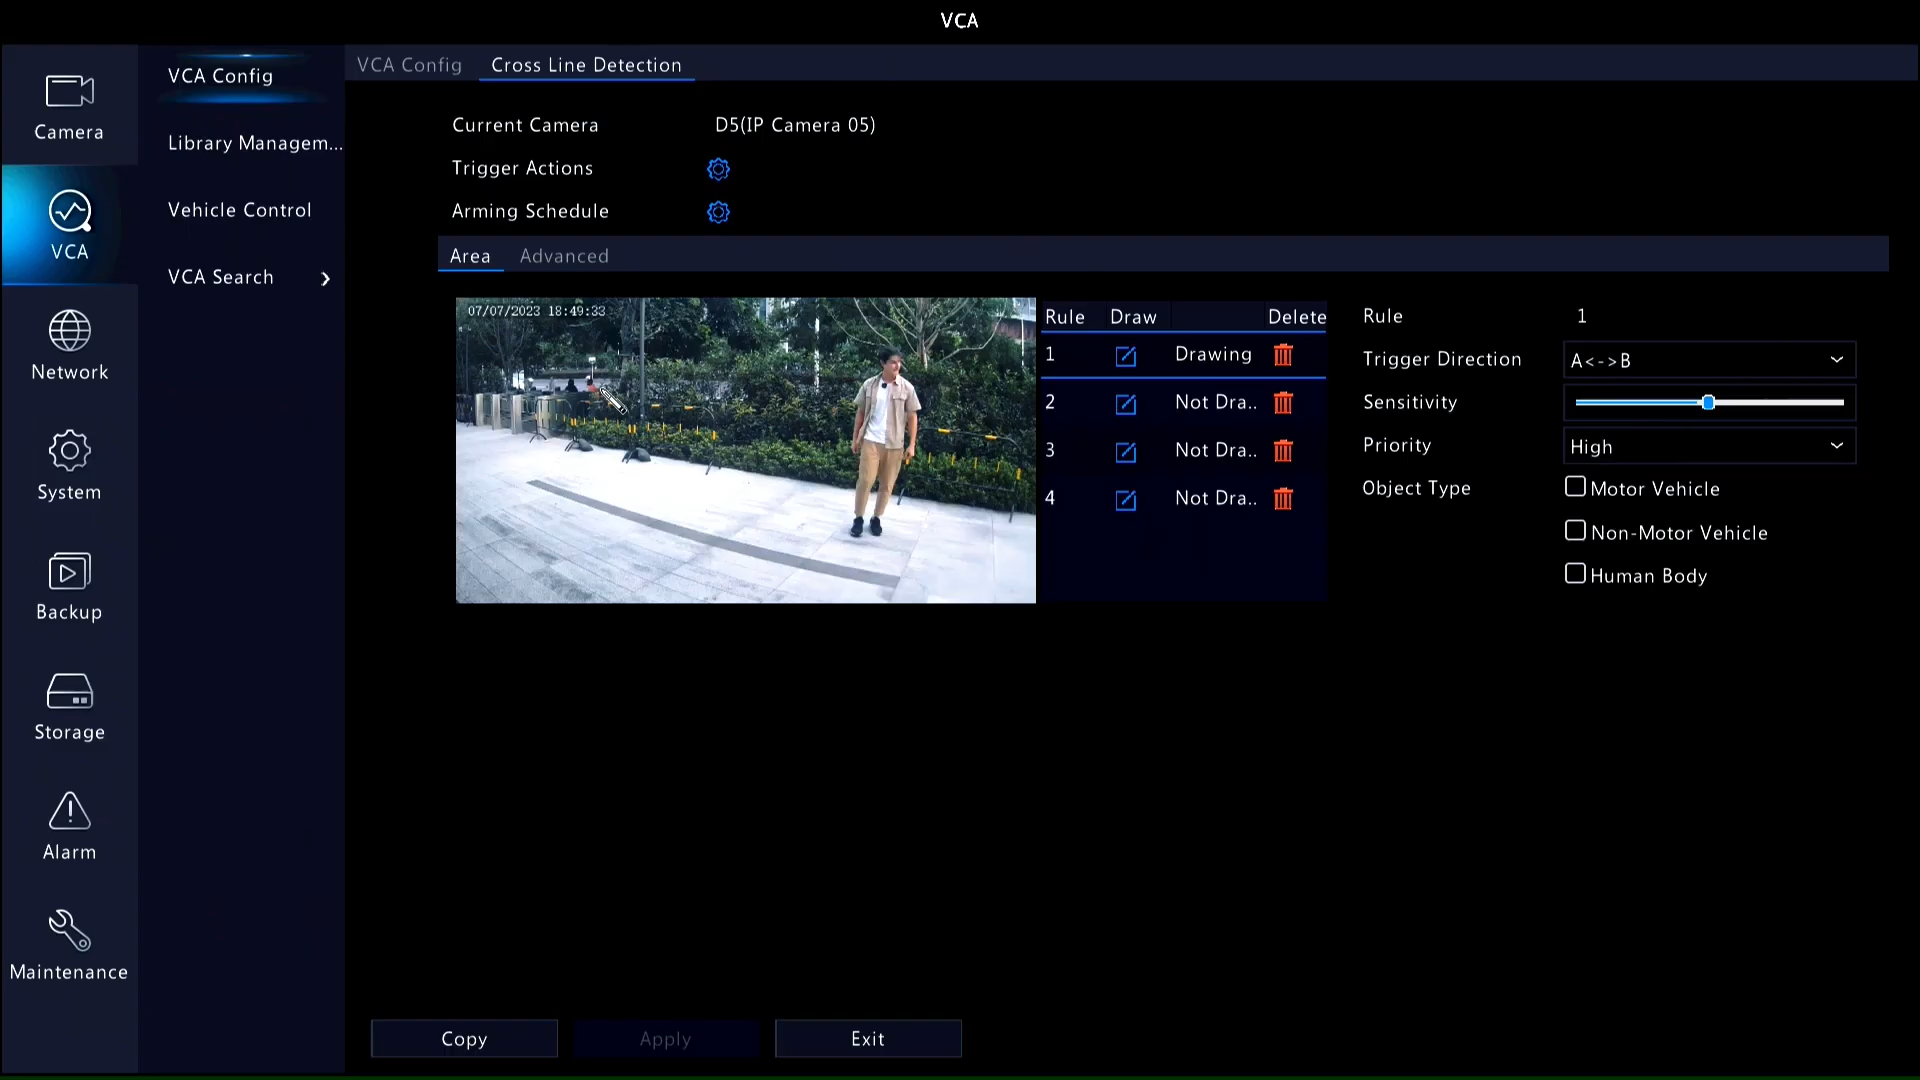 VCA
Camera
VCA
Network
System
Backup
Storage
Alarm
Maintenance
VCA Config
Library Managem...
Vehicle Control
VCA Search
VCA Config Cross Line Detection
Current Camera D5(IP Camera 05)
Trigger Actions
Arming Schedule
Area Advanced
07/07/2023 18:49:33
Rule Draw Delete
1 Drawing
2 Not Dra..
3 Not Dra..
4 Not Dra..
Rule 1
Trigger Direction A<->B
Sensitivity
Priority High
Object Type Motor Vehicle
Non-Motor Vehicle
Human Body
Copy Apply Exit